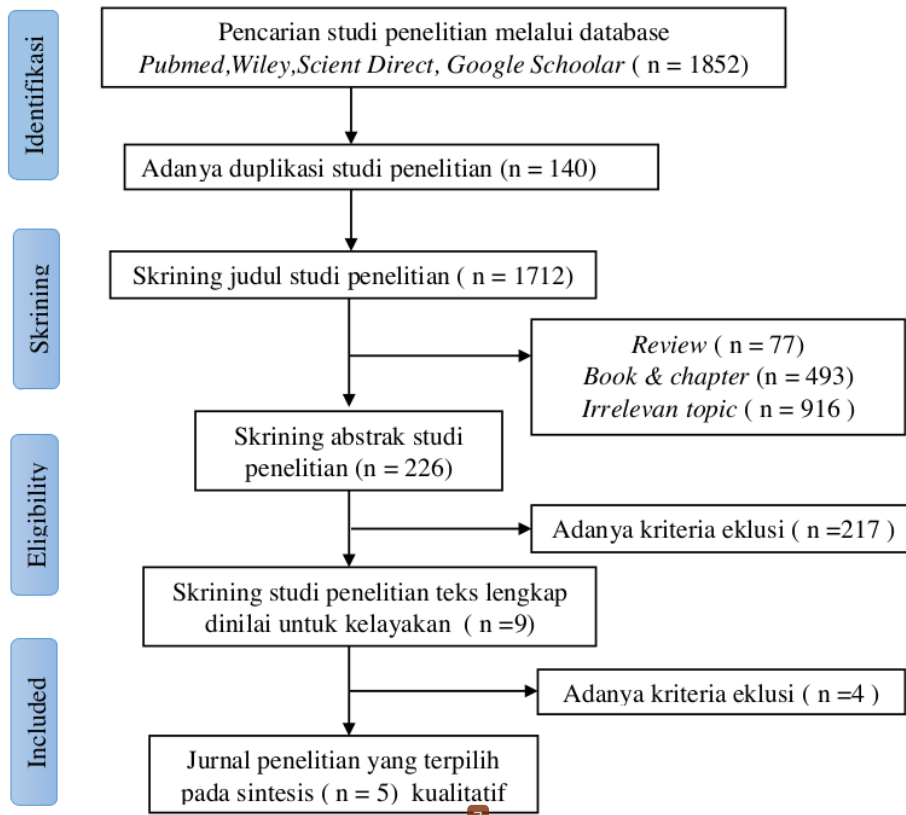 Identifikasi
Pencarian studi penelitian melalui database
Pubmed,Wiley,Scient Direct, Google Schoolar ( n = 1852)
Adanya duplikasi studi penelitian (n = 140)
Skrining
Skrining judul studi penelitian ( n = 1712)
Review ( n = 77)
Book & chapter (n = 493)
Irrelevan topic ( n = 916 )
Skrining abstrak studi
penelitian (n = 226)
Eligibility
Adanya kriteria eklusi ( n =217 )
Skrining studi penelitian teks lengkap
dinilai untuk kelayakan ( n =9)
Included
Adanya kriteria eklusi ( n =4 )
Jurnal penelitian yang terpilih
pada sintesis ( n = 5) kualitatif